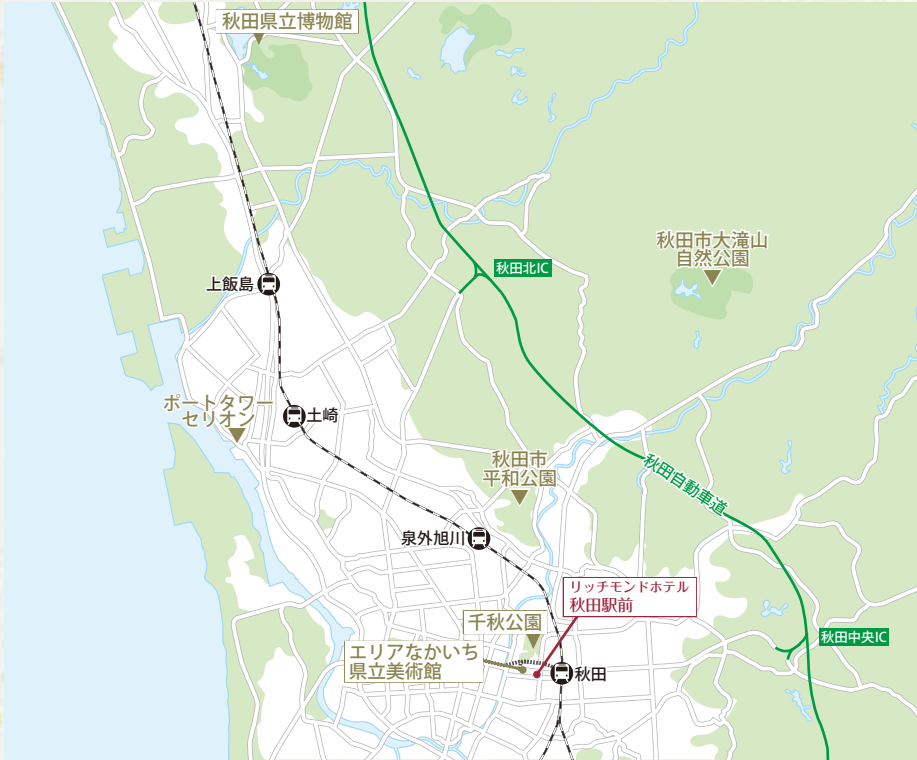 秋田県立博物館
秋田市大滝山
自然公園
秋田北IC
上飯島
ポートタワー
セリオン
土崎
秋田市
平和公園
秋田自動車道
泉外旭川
リッチモンドホテル
秋田駅前
千秋公園
秋田中央IC
エリアなかいち
県立美術館
秋田